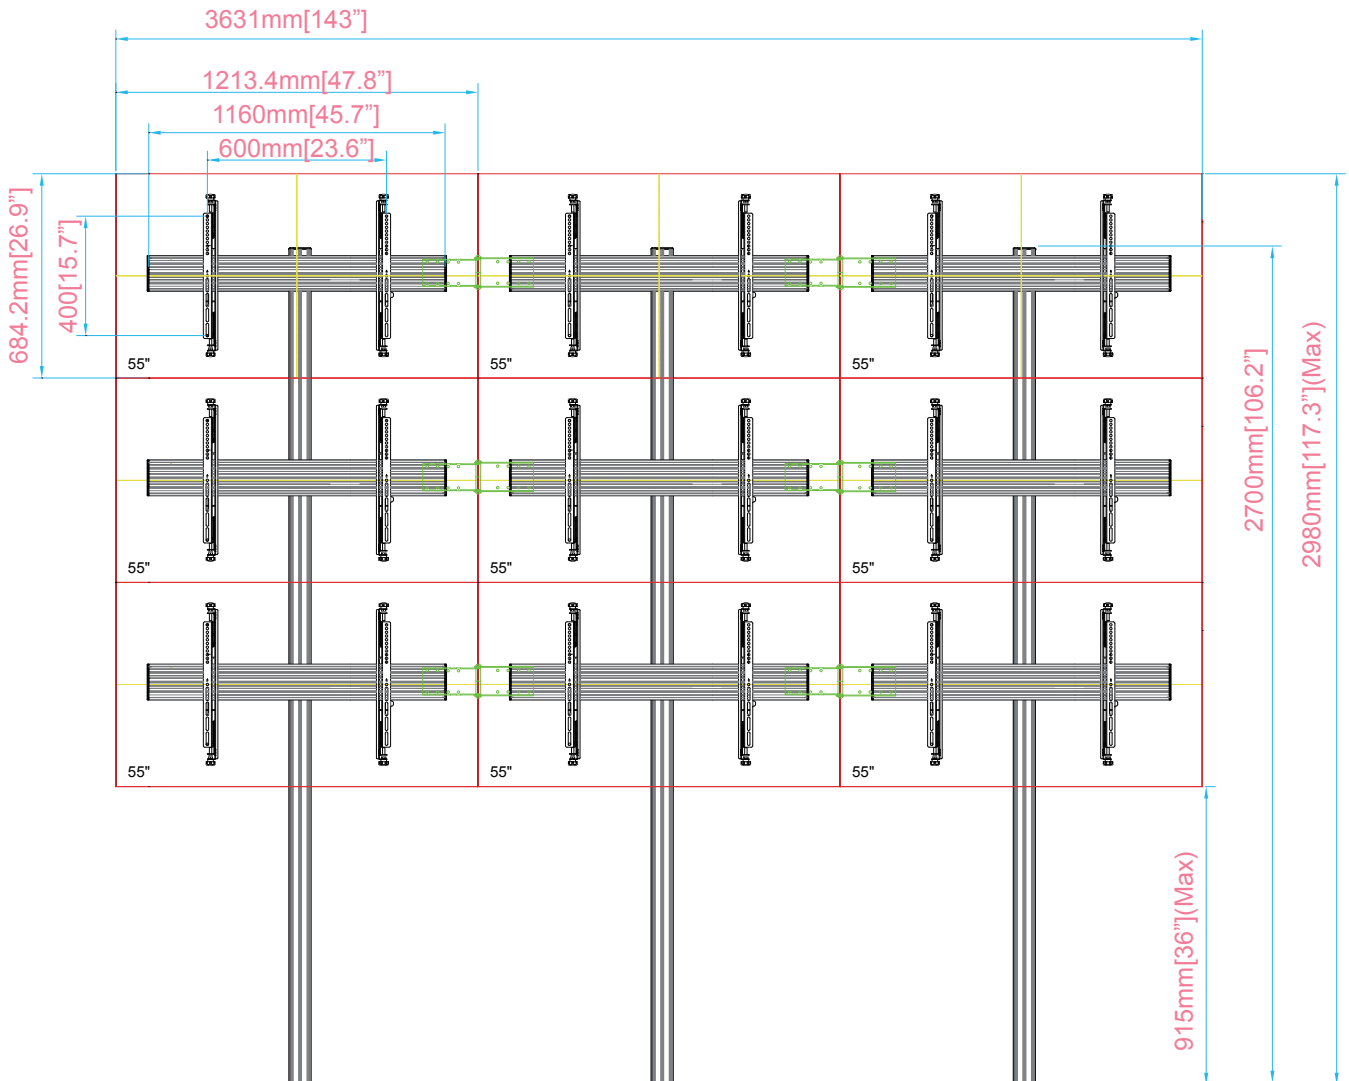 3631mm[143”]
1213.4mm[47.8”]
1160mm[45.7”]
600mm[23.6”]
684.2mm[26.9”]
400[15.7”]
55"
55"
55"
2700mm[106.2”]
2980mm[117.3”](Max)
55"
55"
55"
55"
55"
55"
915mm[36”](Max)